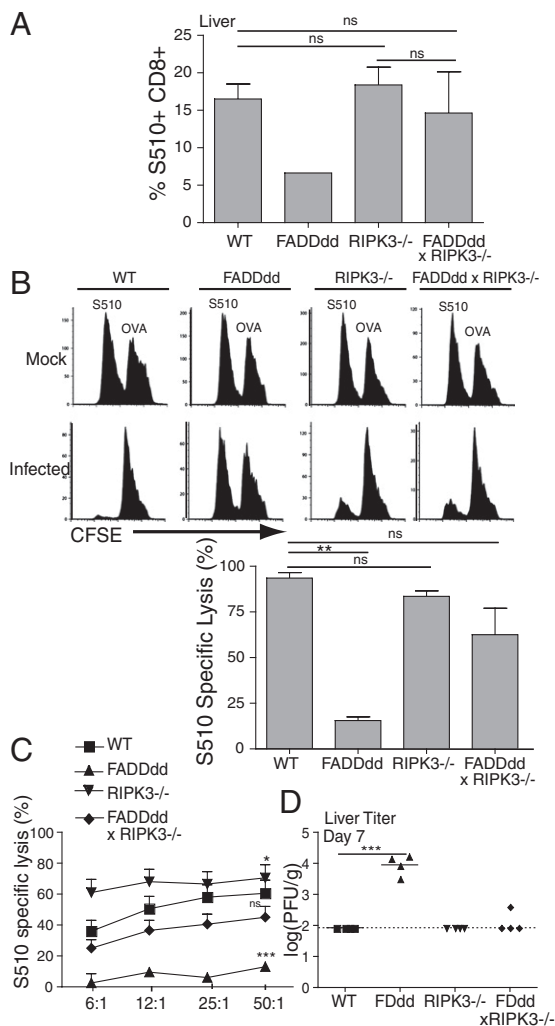 A
Liver
ns
ns
ns
% S510+ CD8+
25
20
15
10
5
0
WT
FADDdd
RIPK3-/-
FADDdd
x RIPK3-/-
B
WT
FADDdd
RIPK3-/-
FADDdd x RIPK3-/-
Mock
S510
OVA
S510
OVA
S510
OVA
S510
OVA
Infected
CFSE
ns
**
ns
S510 Specific Lysis (%)
100
75
50
25
0
WT
FADDdd
RIPK3-/-
FADDdd
x RIPK3-/-
C
WT
FADDdd
RIPK3-/-
FADDdd
x RIPK3-/-
S510 specific lysis (%)
100
80
60
40
20
0
*
ns
***
6:1
12:1
25:1
50:1
D
Liver Titer
Day 7
***
log(PFU/g)
5
4
3
2
1
0
WT
FDdd
RIPK3-/-
FDdd
xRIPK3-/-